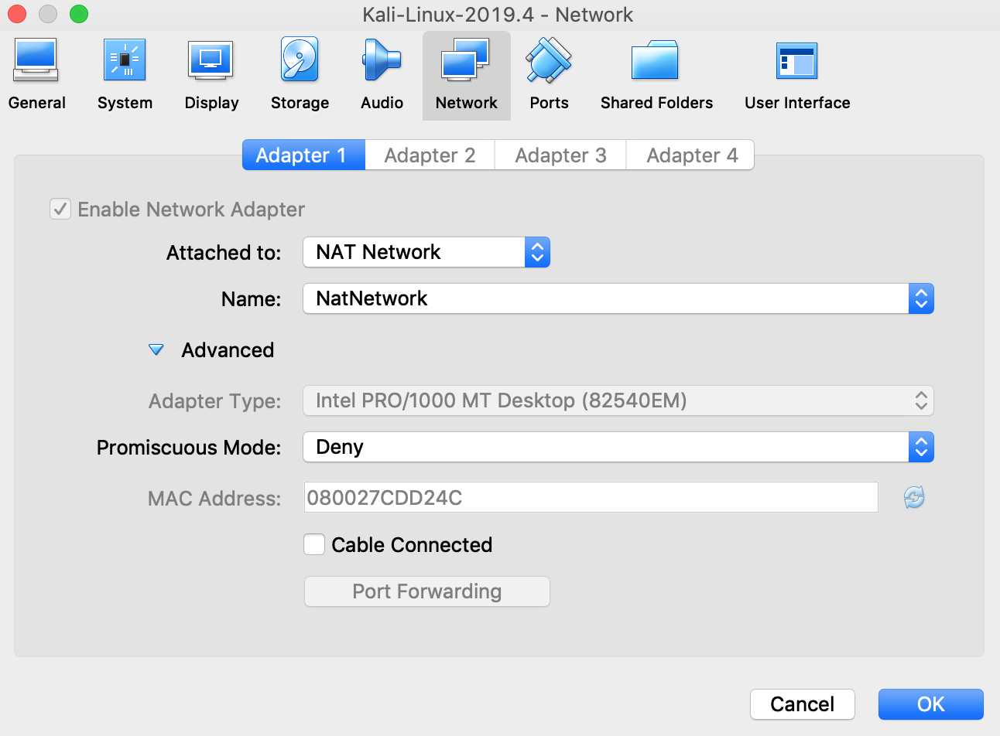 Kali-Linux-2019.4 - Network
General System Display Storage Audio Network Ports Shared Folders User Interface
Adapter 1 Adapter 2 Adapter 3 Adapter 4
Enable Network Adapter
Attached to: NAT Network
Name: NatNetwork
Advanced
Adapter Type: Intel PRO/1000 MT Desktop (82540EM)
Promiscuous Mode: Deny
MAC Address: 080027CDD24C
Cable Connected
Port Forwarding
Cancel OK